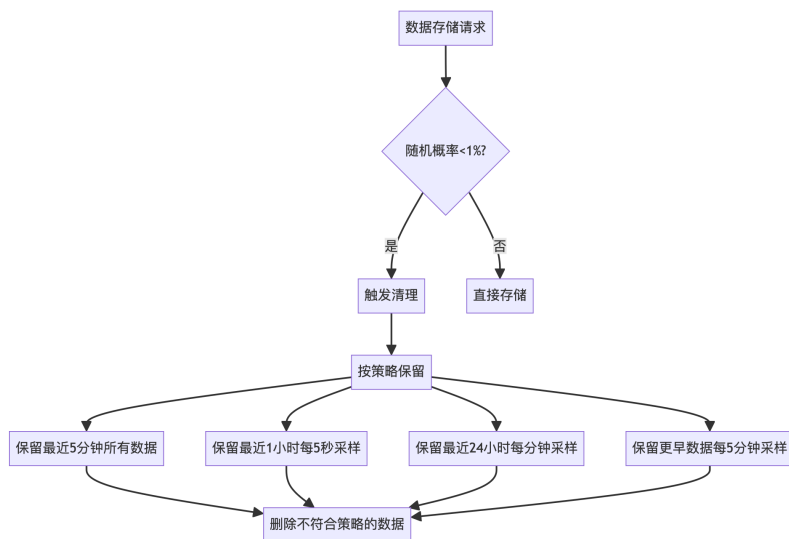 数据存储请求
随机概率<1%?
是
否
触发清理
直接存储
按策略保留
保留最近5分钟所有数据
保留最近1小时每5秒采样
保留最近24小时每分钟采样
保留更早数据每5分钟采样
删除不符合策略的数据